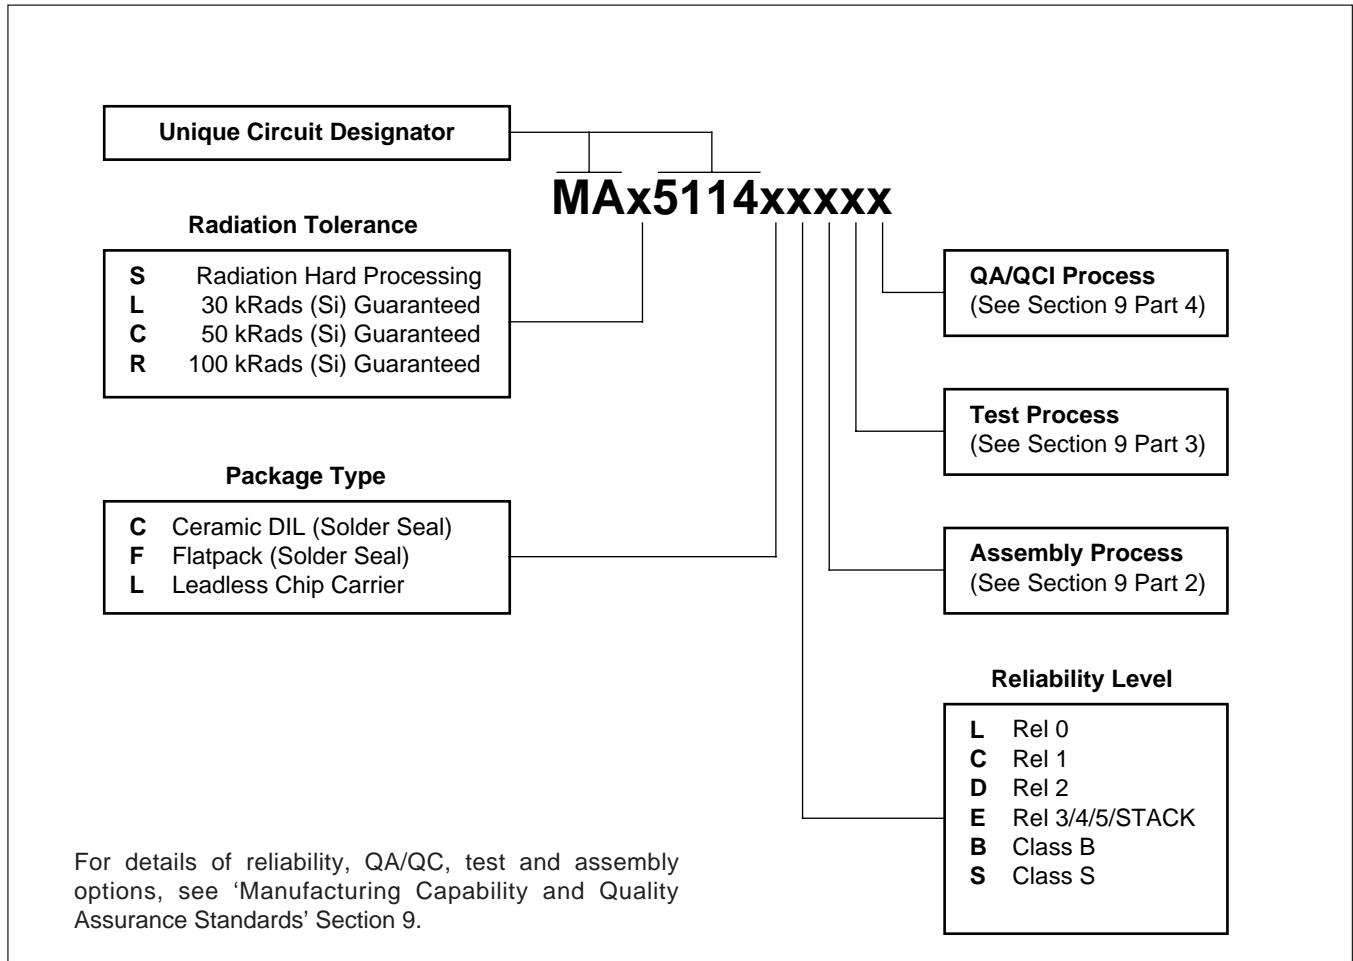 Unique Circuit Designator
MAx5114xxxxx
Radiation Tolerance
S Radiation Hard Processing
L 30 kRads (Si) Guaranteed
C 50 kRads (Si) Guaranteed
R 100 kRads (Si) Guaranteed
Package Type
C Ceramic DIL (Solder Seal)
F Flatpack (Solder Seal)
L Leadless Chip Carrier
QA/QCI Process
(See Section 9 Part 4)
Test Process
(See Section 9 Part 3)
Assembly Process
(See Section 9 Part 2)
Reliability Level
L Rel 0
C Rel 1
D Rel 2
E Rel 3/4/5/STACK
B Class B
S Class S
For details of reliability, QA/QC, test and assembly
options, see ‘Manufacturing Capability and Quality
Assurance Standards’ Section 9.